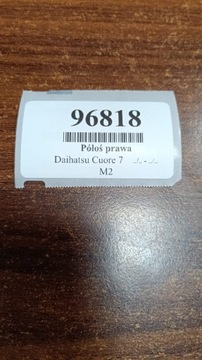 96818
Półoś prawa
Daihatsu Cuore 7
M2